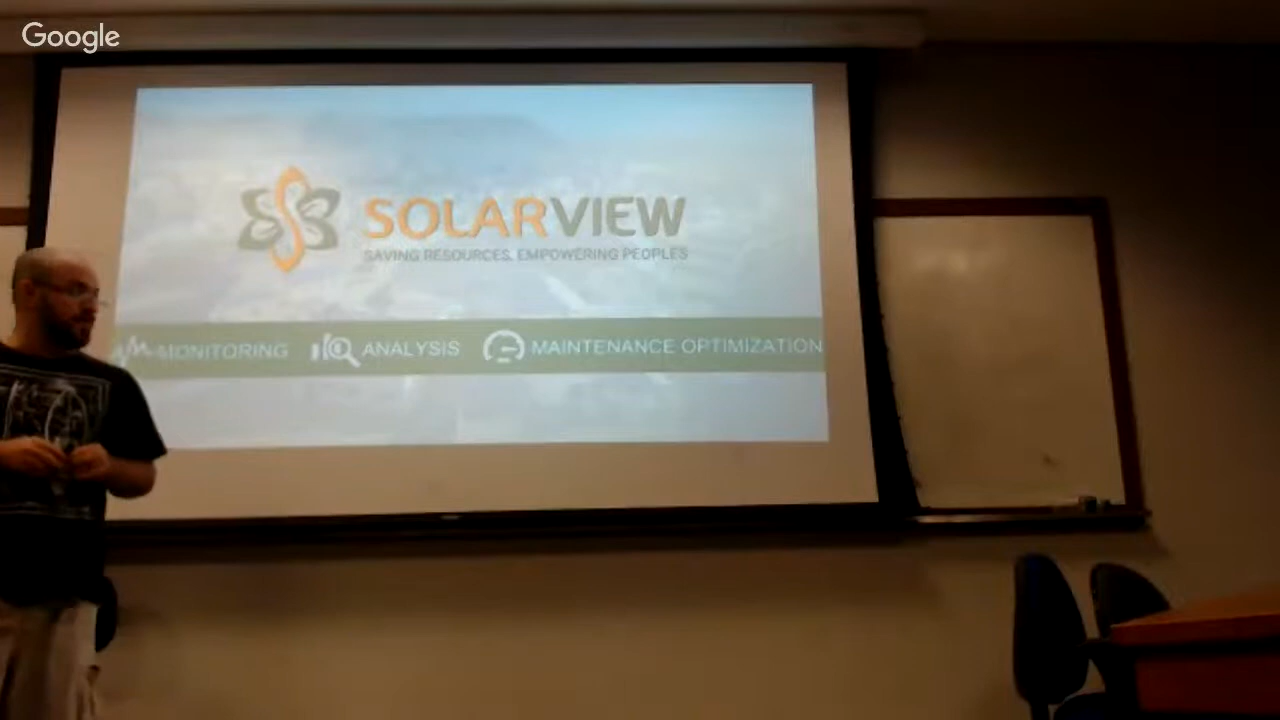 Google
SOLARVIEW
SAVING RESOURCES, EMPOWERING PEOPLES
MONITORING ANALYSIS MAINTENANCE OPTIMIZATION